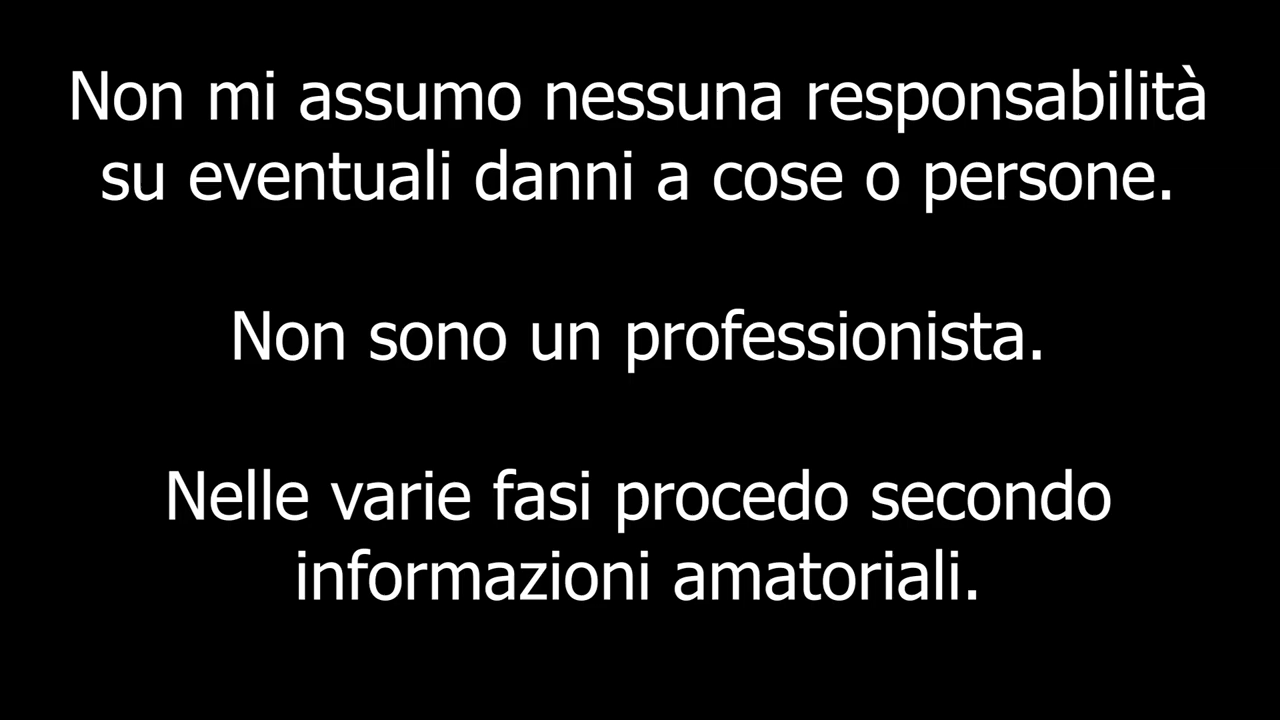 Non mi assumo nessuna responsabilità
su eventuali danni a cose o persone.
Non sono un professionista.
Nelle varie fasi procedo secondo
informazioni amatoriali.